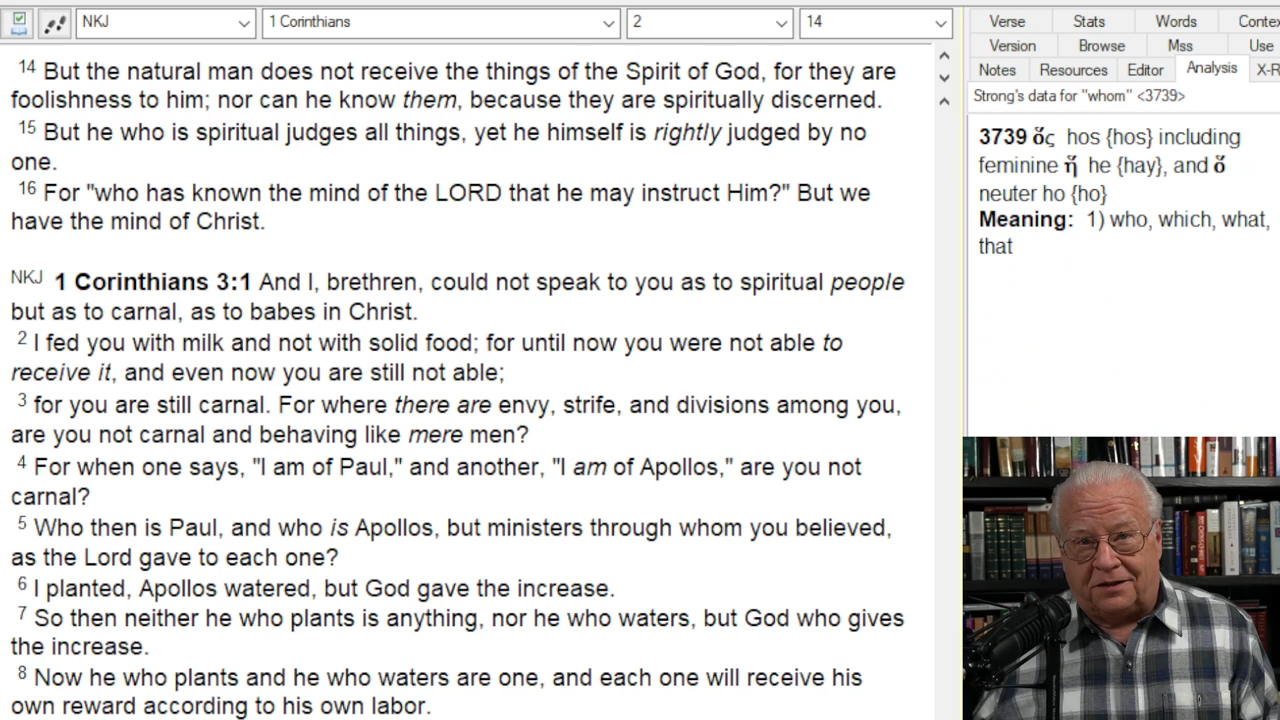 NKJ 1 Corinthians 2 14
14 But the natural man does not receive the things of the Spirit of God, for they are
foolishness to him; nor can he know them, because they are spiritually discerned.
15 But he who is spiritual judges all things, yet he himself is rightly judged by no
one.
16 For "who has known the mind of the LORD that he may instruct Him?" But we
have the mind of Christ.
NKJ 1 Corinthians 3:1 And I, brethren, could not speak to you as to spiritual people
but as to carnal, as to babes in Christ.
2 I fed you with milk and not with solid food; for until now you were not able to
receive it, and even now you are still not able;
3 for you are still carnal. For where there are envy, strife, and divisions among you,
are you not carnal and behaving like mere men?
4 For when one says, "I am of Paul," and another, "I am of Apollos," are you not
carnal?
5 Who then is Paul, and who is Apollos, but ministers through whom you believed,
as the Lord gave to each one?
6 I planted, Apollos watered, but God gave the increase.
7 So then neither he who plants is anything, nor he who waters, but God who gives
the increase.
8 Now he who plants and he who waters are one, and each one will receive his
own reward according to his own labor.
Verse Stats Words Contex
Version Browse Mss Use
Notes Resources Editor Analysis X-R
Strong's data for "whom" <3739>
3739 ὅς hos {hos} including
feminine ἥ he {hay}, and ὅ
neuter ho {ho}
Meaning: 1) who, which, what,
that